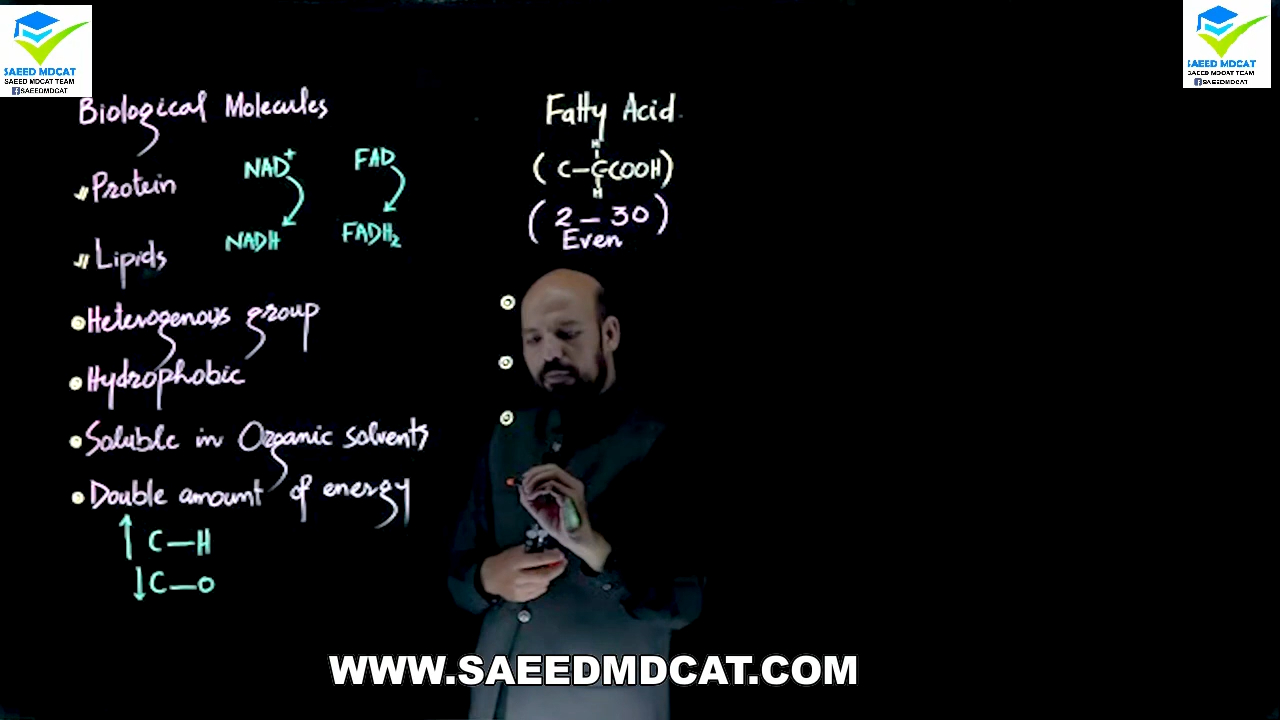 SAEED MDCAT
SAEED MDCAT TEAM
SAEEDMDCAT
SAEED MDCAT
SAEED MDCAT TEAM
SAEEDMDCAT
Biological Molecules
Protein
NAD+
NADH
FAD
FADH2
Lipids
Heterogenous group
Hydrophobic
Soluble in Organic solvents
Double amount of energy
↑ C—H
↓ C—O
Fatty Acid
H
(C—C-COOH)
H
(2 — 30)
Even
WWW.SAEEDMDCAT.COM